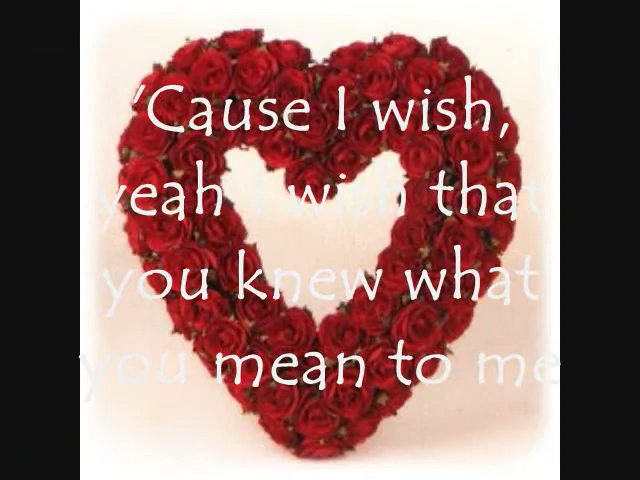 'Cause I wish,
yeah I wish that
you knew what
you mean to me